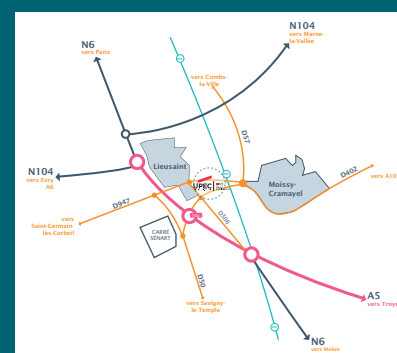 N6
vers Paris
N104
vers Marne-
la-Vallée
vers Combs-
la-Ville
D57
Lieusaint
UPEC
Moissy-
Cramayel
D402
vers A10
N104
vers Evry
A6
D947
vers
Saint-Germain-
lès-Corbeil
CARRÉ
SÉNART
D306
D50
vers Savigny-
le-Temple
A5
vers Troye
N6
vers Melun